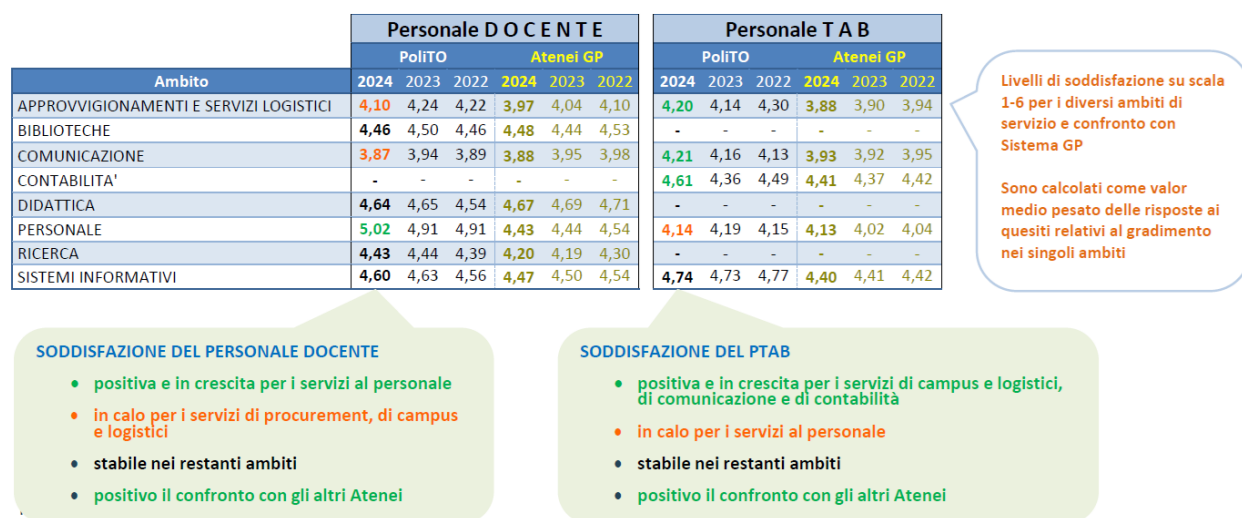 Personale D O C E N T E Personale T A B
PoliTO Atenei GP PoliTO Atenei GP
Ambito 2024 2023 2022 2024 2023 2022 2024 2023 2022 2024 2023 2022
APPROVVIGIONAMENTI E SERVIZI LOGISTICI 4,10 4,24 4,22 3,97 4,04 4,10 4,20 4,14 4,30 3,88 3,90 3,94
BIBLIOTECHE 4,46 4,50 4,46 4,48 4,44 4,53 - - - - - -
COMUNICAZIONE 3,87 3,94 3,89 3,88 3,95 3,98 4,21 4,16 4,13 3,93 3,92 3,95
CONTABILITA' - - - - - - 4,61 4,36 4,49 4,41 4,37 4,42
DIDATTICA 4,64 4,65 4,54 4,67 4,69 4,71 - - - - - -
PERSONALE 5,02 4,91 4,91 4,43 4,44 4,54 4,14 4,19 4,15 4,13 4,02 4,04
RICERCA 4,43 4,44 4,39 4,20 4,19 4,30 - - - - - -
SISTEMI INFORMATIVI 4,60 4,63 4,56 4,47 4,50 4,54 4,74 4,73 4,77 4,40 4,41 4,42
Livelli di soddisfazione su scala
1-6 per i diversi ambiti di
servizio e confronto con
Sistema GP
Sono calcolati come valor
medio pesato delle risposte ai
quesiti relativi al gradimento
nei singoli ambiti
SODDISFAZIONE DEL PERSONALE DOCENTE
• positiva e in crescita per i servizi al personale
• in calo per i servizi di procurement, di campus
e logistici
• stabile nei restanti ambiti
• positivo il confronto con gli altri Atenei
SODDISFAZIONE DEL PTAB
• positiva e in crescita per i servizi di campus e logistici,
di comunicazione e di contabilità
• in calo per i servizi al personale
• stabile nei restanti ambiti
• positivo il confronto con gli altri Atenei